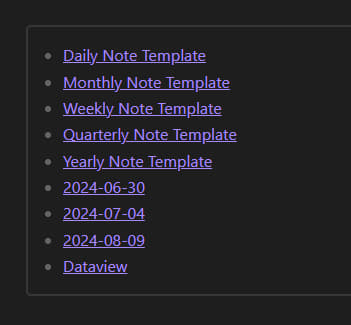 Daily Note Template
Monthly Note Template
Weekly Note Template
Quarterly Note Template
Yearly Note Template
2024-06-30
2024-07-04
2024-08-09
Dataview